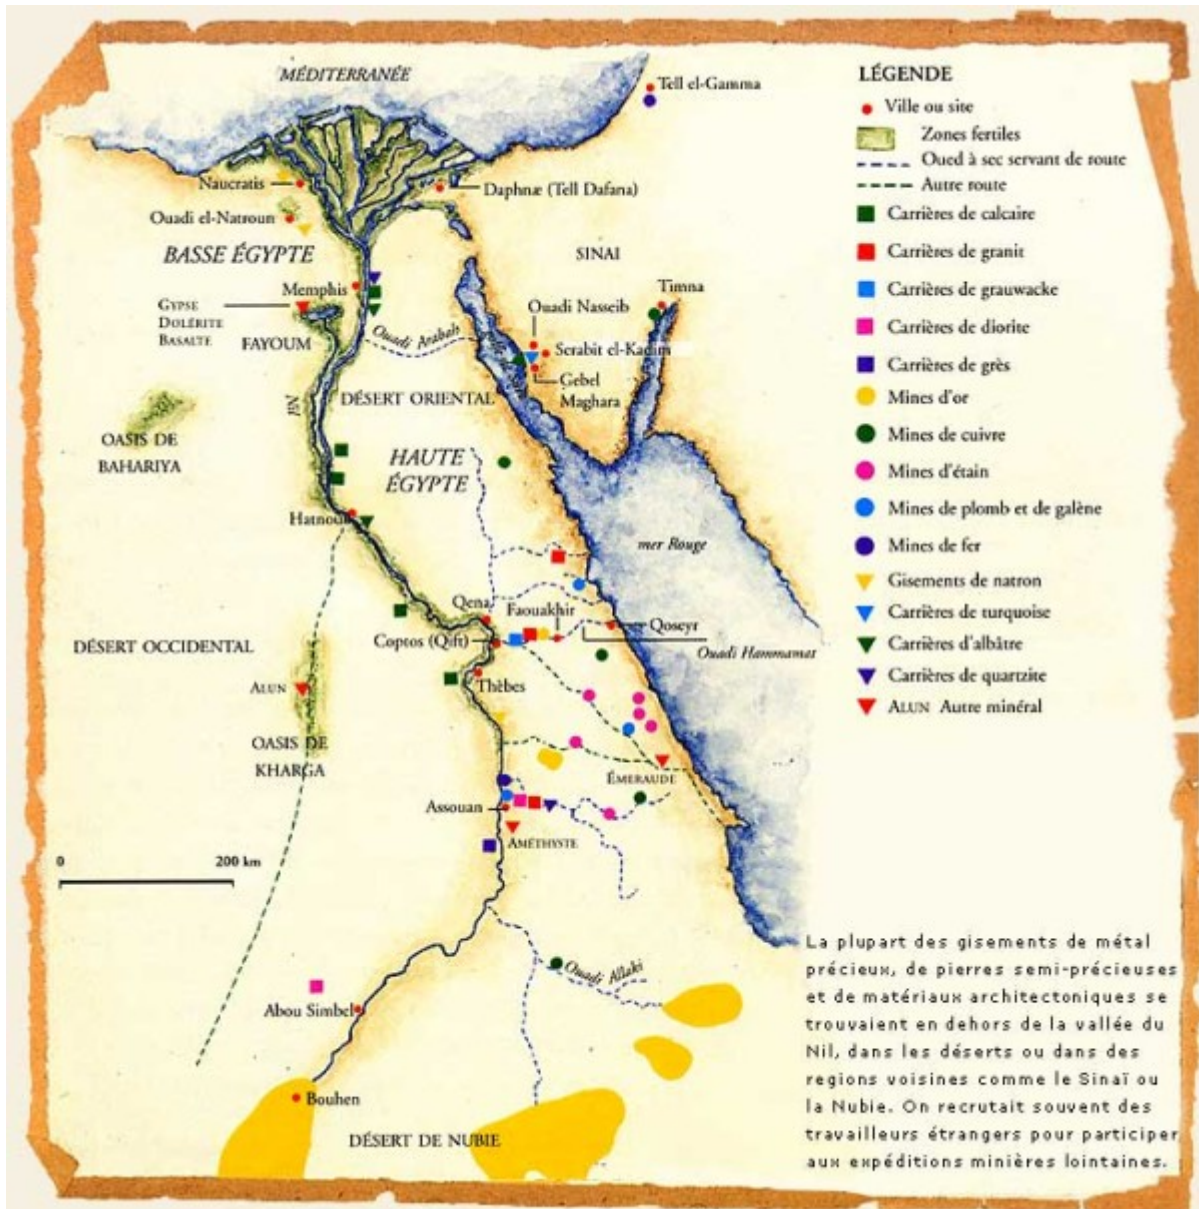 MÉDITERRANÉE
Tell el-Gamma
Naucratis
Daphnæ (Tell Dafana)
Ouadi el-Natroun
BASSE ÉGYPTE
SINAI
Memphis
Timna
GYPSE
DOLÉRITE
BASALTE
FAYOUM
Ouadi Arabah
Ouadi Nasseib
Serabit el-Kadim
Gebel
Maghara
DÉSERT ORIENTAL
OASIS DE
BAHARIYA
HAUTE
ÉGYPTE
Hatnoub
mer Rouge
Qena
Faouakhir
Qoseyr
Coptos (Qift)
Ouadi Hammamat
DÉSERT OCCIDENTAL
Thèbes
ALUN
OASIS DE
KHARGA
ÉMERAUDE
Assouan
AMÉTHYSTE
0 200 km
Ouadi Allaki
Abou Simbel
Bouhen
DÉSERT DE NUBIE
LÉGENDE
Ville ou site
Zones fertiles
Oued à sec servant de route
Autre route
Carrières de calcaire
Carrières de granit
Carrières de grauwacke
Carrières de diorite
Carrières de grès
Mines d'or
Mines de cuivre
Mines d'étain
Mines de plomb et de galène
Mines de fer
Gisements de natron
Carrières de turquoise
Carrières d'albâtre
Carrières de quartzite
ALUN Autre minéral
La plupart des gisements de métal
précieux, de pierres semi-précieuses
et de matériaux architectoniques se
trouvaient en dehors de la vallée du
Nil, dans les déserts ou dans des
regions voisines comme le Sinaï ou
la Nubie. On recrutait souvent des
travailleurs étrangers pour participer
aux expéditions minières lointaines.